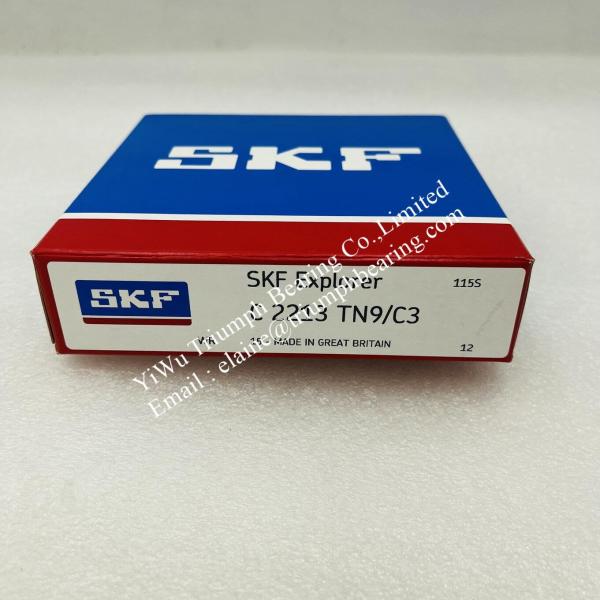 SKF
SKF
SKF Explorer
115S
C 2213 TN9/C3
MADE IN GREAT BRITAIN
12
YiWu Triumph Bearing Co.,Limited
Email : elaine@triumphbearing.com